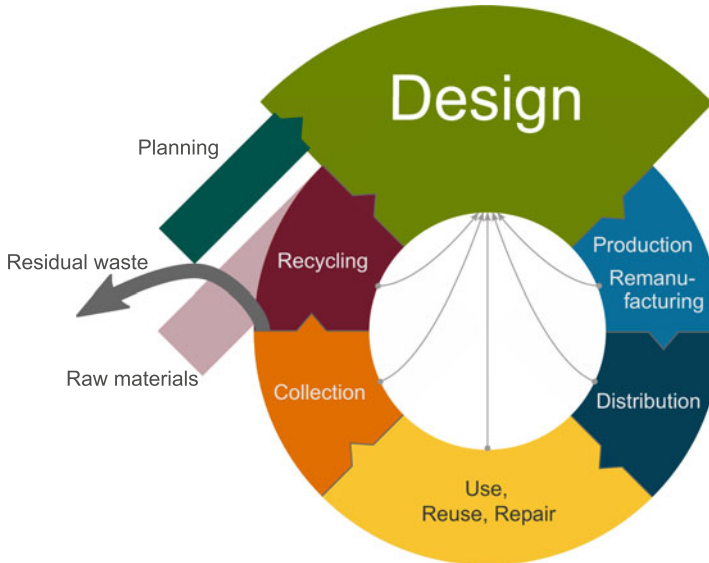 Design
Planning
Production
Remanu-
facturing
Recycling
Residual waste
Raw materials
Collection
Distribution
Use,
Reuse, Repair